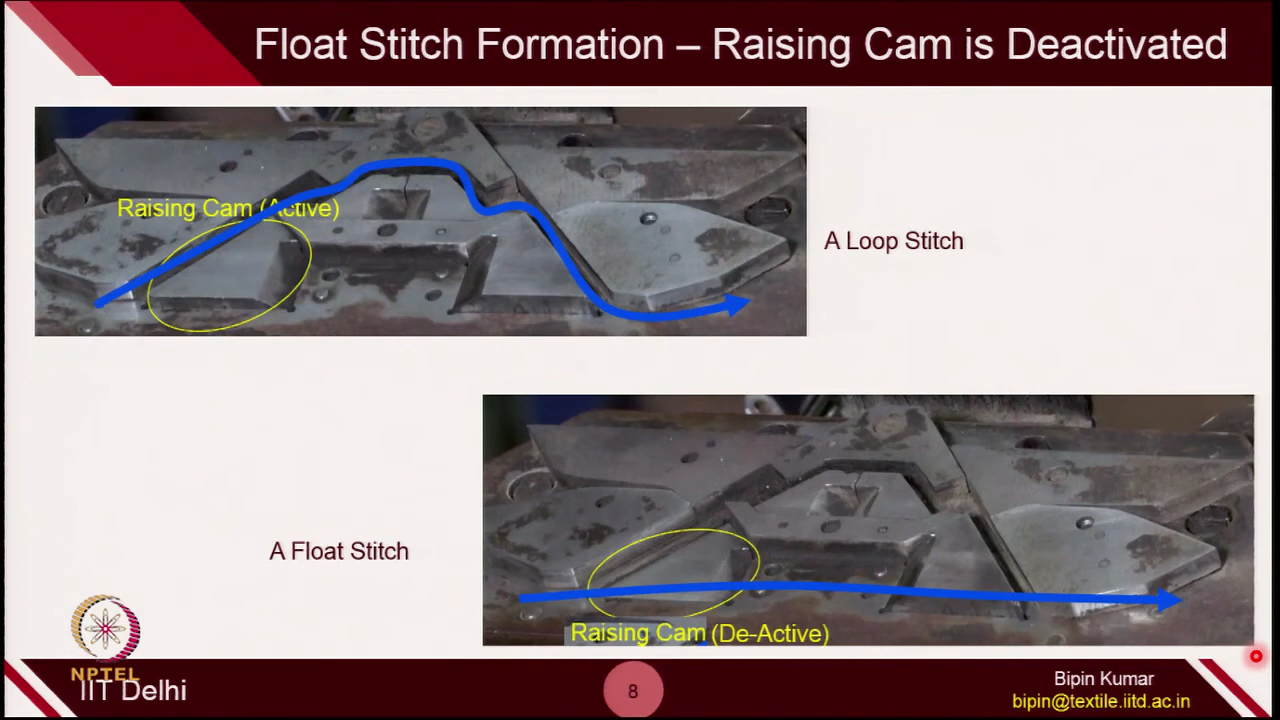 Float Stitch Formation – Raising Cam is Deactivated
Raising Cam (Active)
A Loop Stitch
A Float Stitch
Raising Cam (De-Active)
NPTEL
IIT Delhi
8
Bipin Kumar
bipin@textile.iitd.ac.in